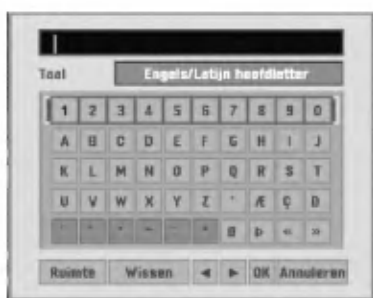 Taal Engels/Latijn hoofdletter
1 2 3 4 5 6 7 8 9 0
A B C D E F G H I J
K L M N O P Q R S T
U V W X Y Z Æ Ç
Þ « »
Ruimte Wissen ◄ ► OK Annuleren